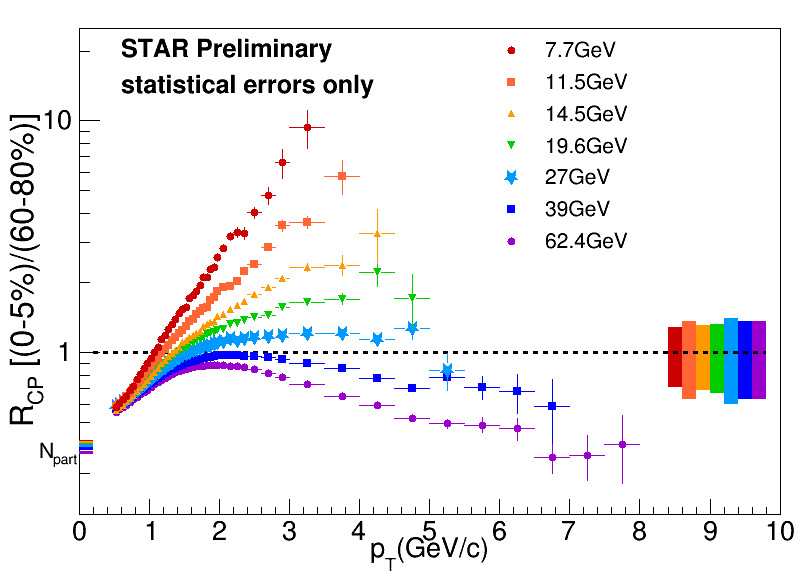 STAR Preliminary
statistical errors only
7.7GeV
11.5GeV
14.5GeV
19.6GeV
27GeV
39GeV
62.4GeV
R_CP [(0-5%)/(60-80%)]
10
1
N_part
0 1 2 3 4 5 6 7 8 9 10
p_T(GeV/c)